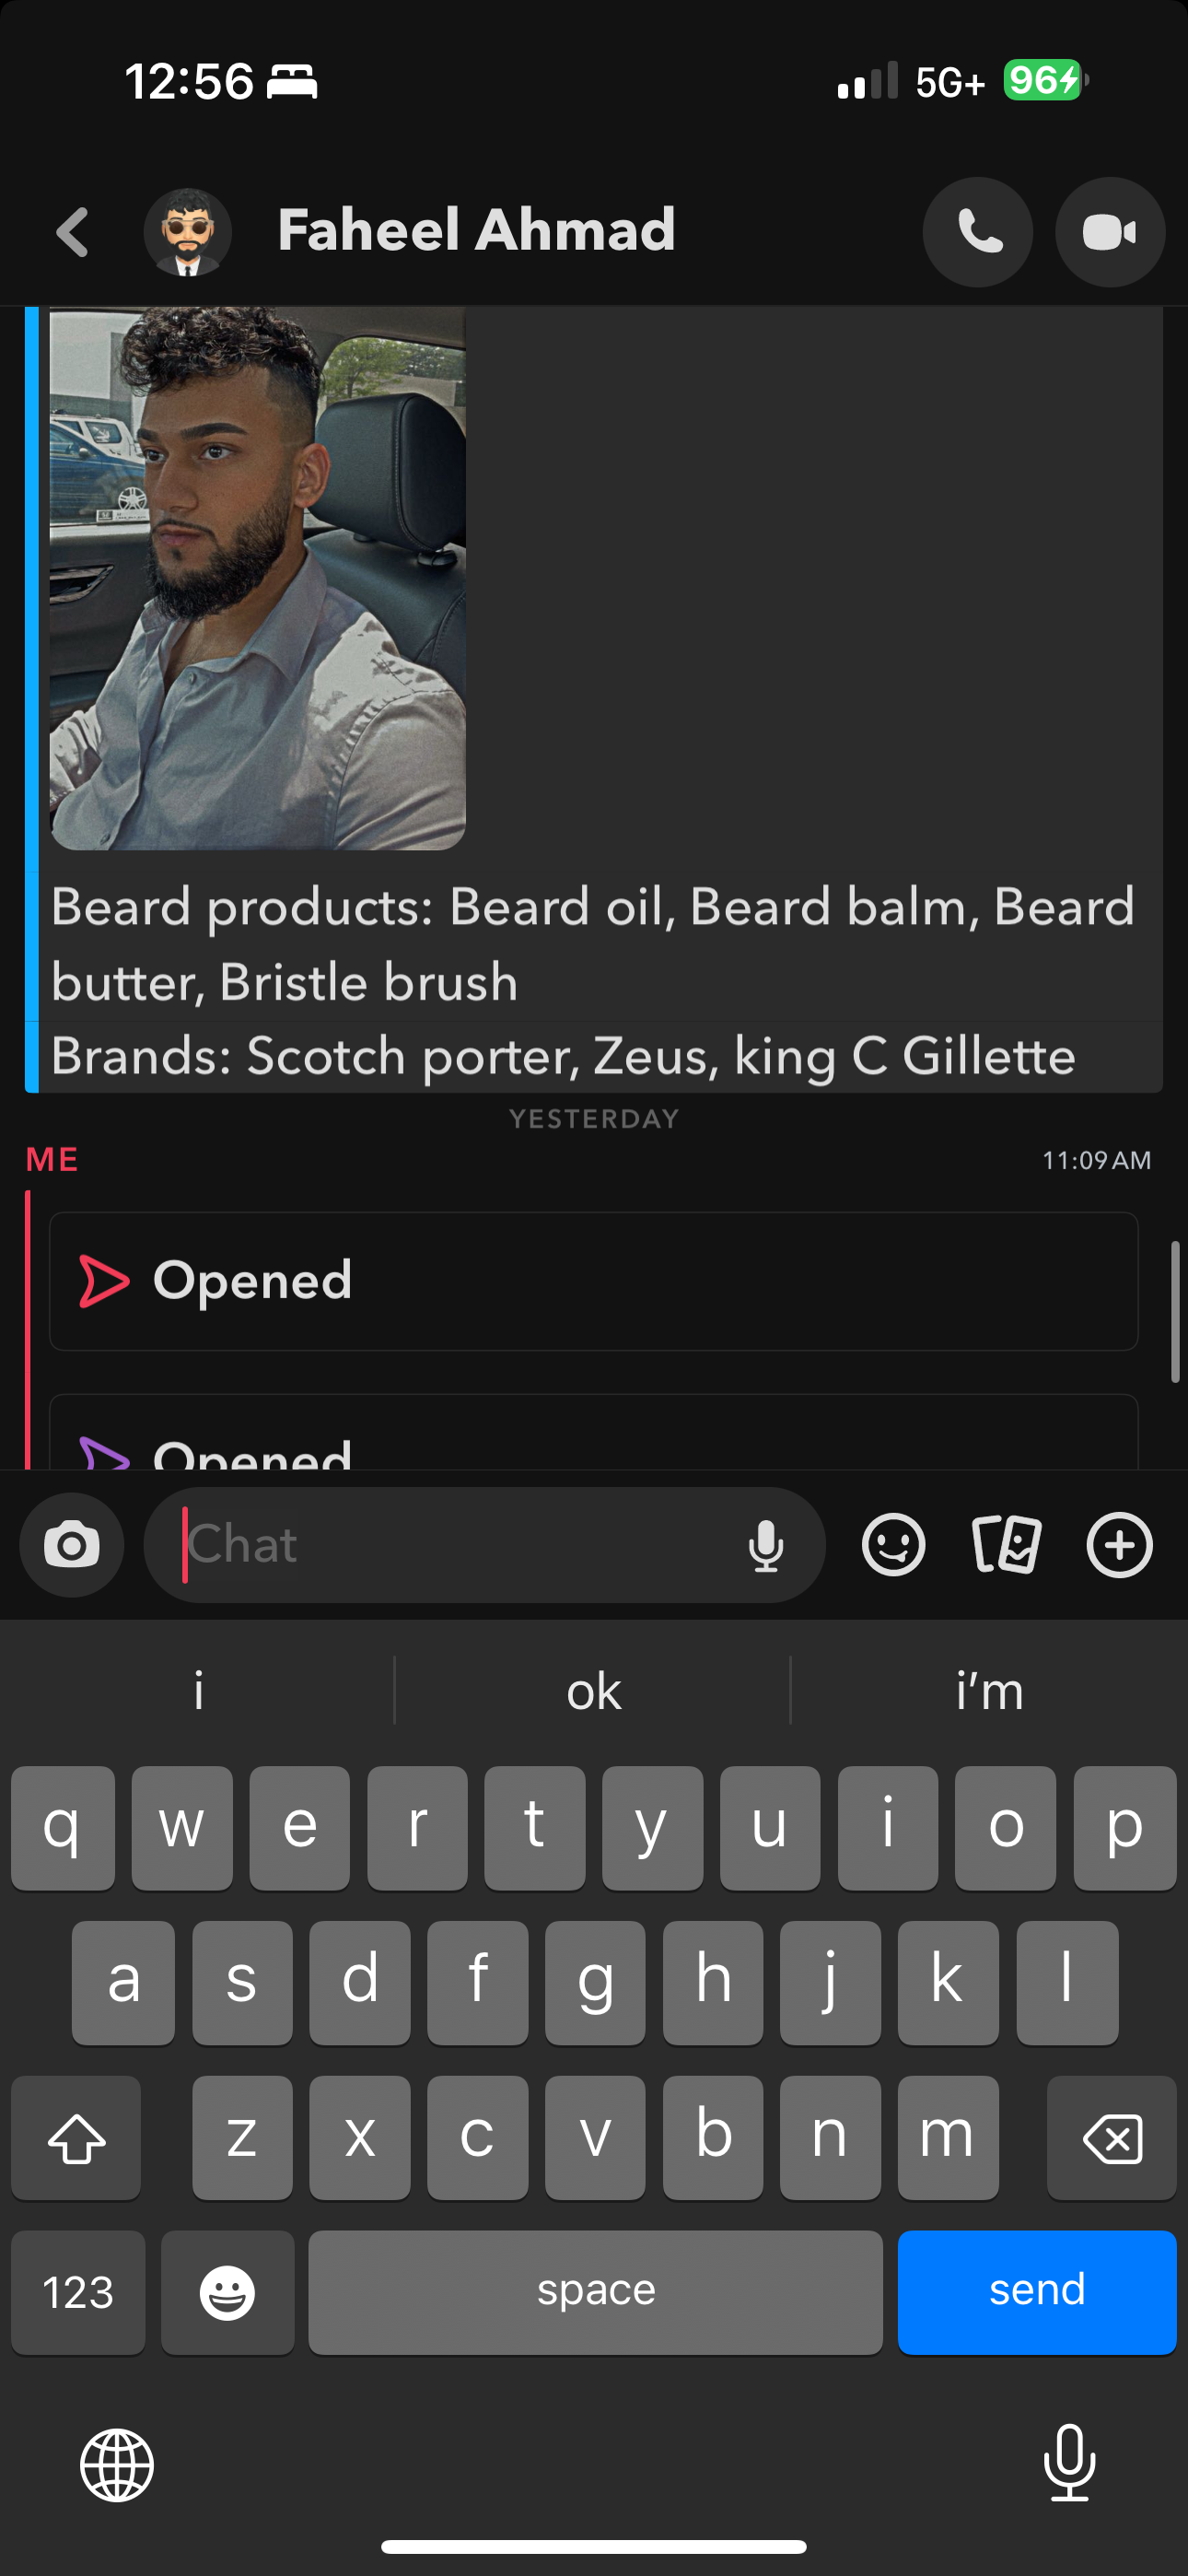 12:56
5G+
96
Faheel Ahmad
Beard products: Beard oil, Beard balm, Beard
butter, Bristle brush
Brands: Scotch porter, Zeus, king C Gillette
YESTERDAY
ME
11:09 AM
Opened
Opened
Chat
i
ok
i'm
q w e r t y u i o p
a s d f g h j k l
z x c v b n m
123
space
send